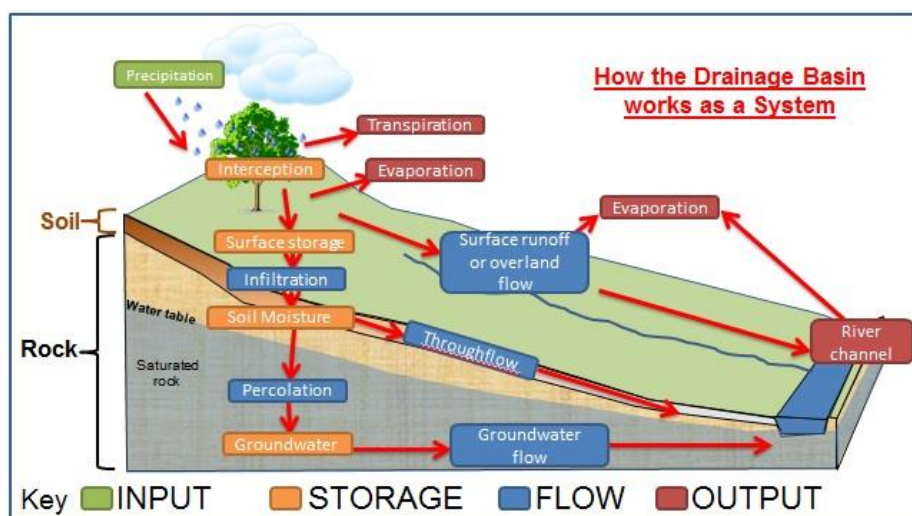 How the Drainage Basin
works as a System
Precipitation
Transpiration
Interception
Evaporation
Evaporation
Soil
Surface storage
Surface runoff
or overland
flow
Infiltration
Water table
Soil Moisture
Throughflow
River
channel
Rock
Saturated
rock
Percolation
Groundwater
Groundwater
flow
Key INPUT STORAGE FLOW OUTPUT